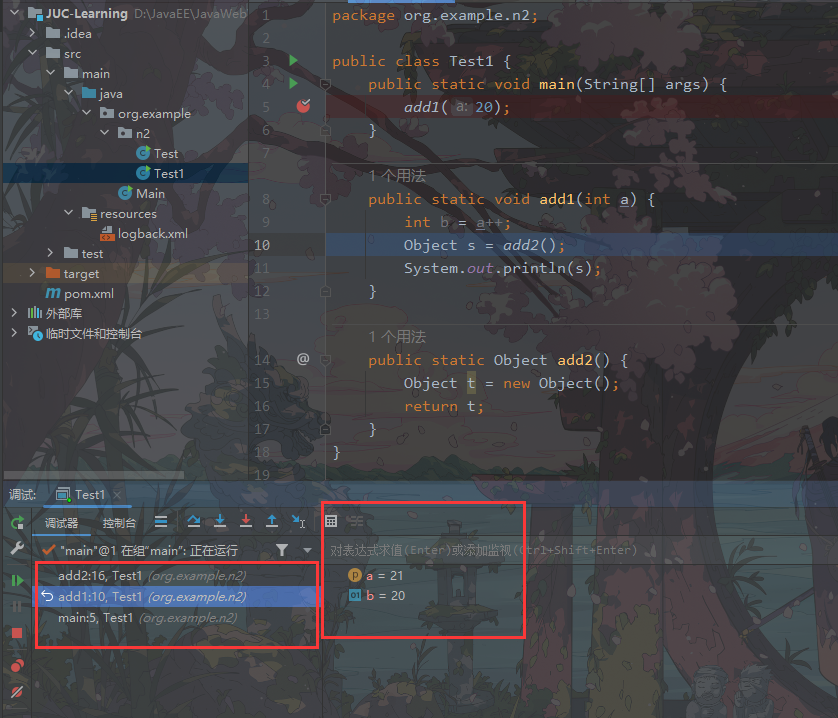 JUC-Learning D:\JavaEE\JavaWeb
.idea
src
main
java
org.example
n2
Test
Test1
Main
resources
logback.xml
test
target
pom.xml
外部库
临时文件和控制台
1 package org.example.n2;
2
3 public class Test1 {
4 public static void main(String[] args) {
5 add1( a: 20);
6 }
7
1 个用法
8 public static void add1(int a) {
9 int b = a++;
10 Object s = add2();
11 System.out.println(s);
12 }
13
1 个用法
14 @ public static Object add2() {
15 Object t = new Object();
16 return t;
17 }
18 }
19
调试: Test1
调试器 控制台
"main"@1 在组"main": 正在运行
add2:16, Test1 (org.example.n2)
add1:10, Test1 (org.example.n2)
main:5, Test1 (org.example.n2)
对表达式求值(Enter)或添加监视(Ctrl+Shift+Enter)
p a = 21
01 b = 20